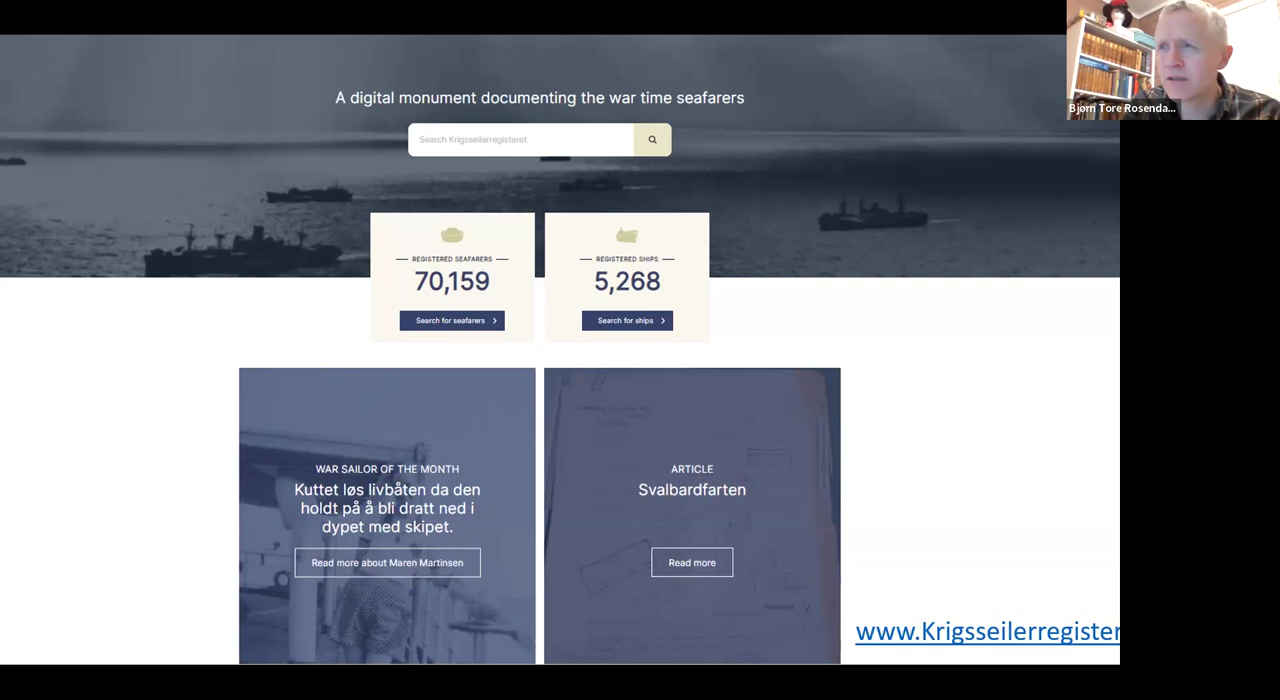 Bjørn Tore Rosenda...
A digital monument documenting the war time seafarers
Search Krigsseilerregisteret
REGISTERED SEAFARERS
70,159
Search for seafarers
REGISTERED SHIPS
5,268
Search for ships
WAR SAILOR OF THE MONTH
Kuttet løs livbåten da den
holdt på å bli dratt ned i
dypet med skipet.
Read more about Maren Martinsen
ARTICLE
Svalbardfarten
Read more
www.Krigsseilerregister